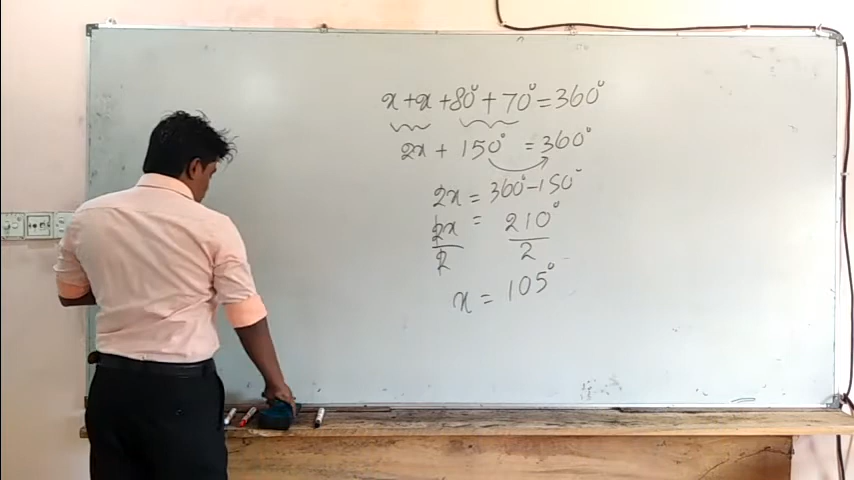 x + x + 80° + 70° = 360°
2x + 150° = 360°
2x = 360° - 150°
2x/2 = 210°/2
x = 105°